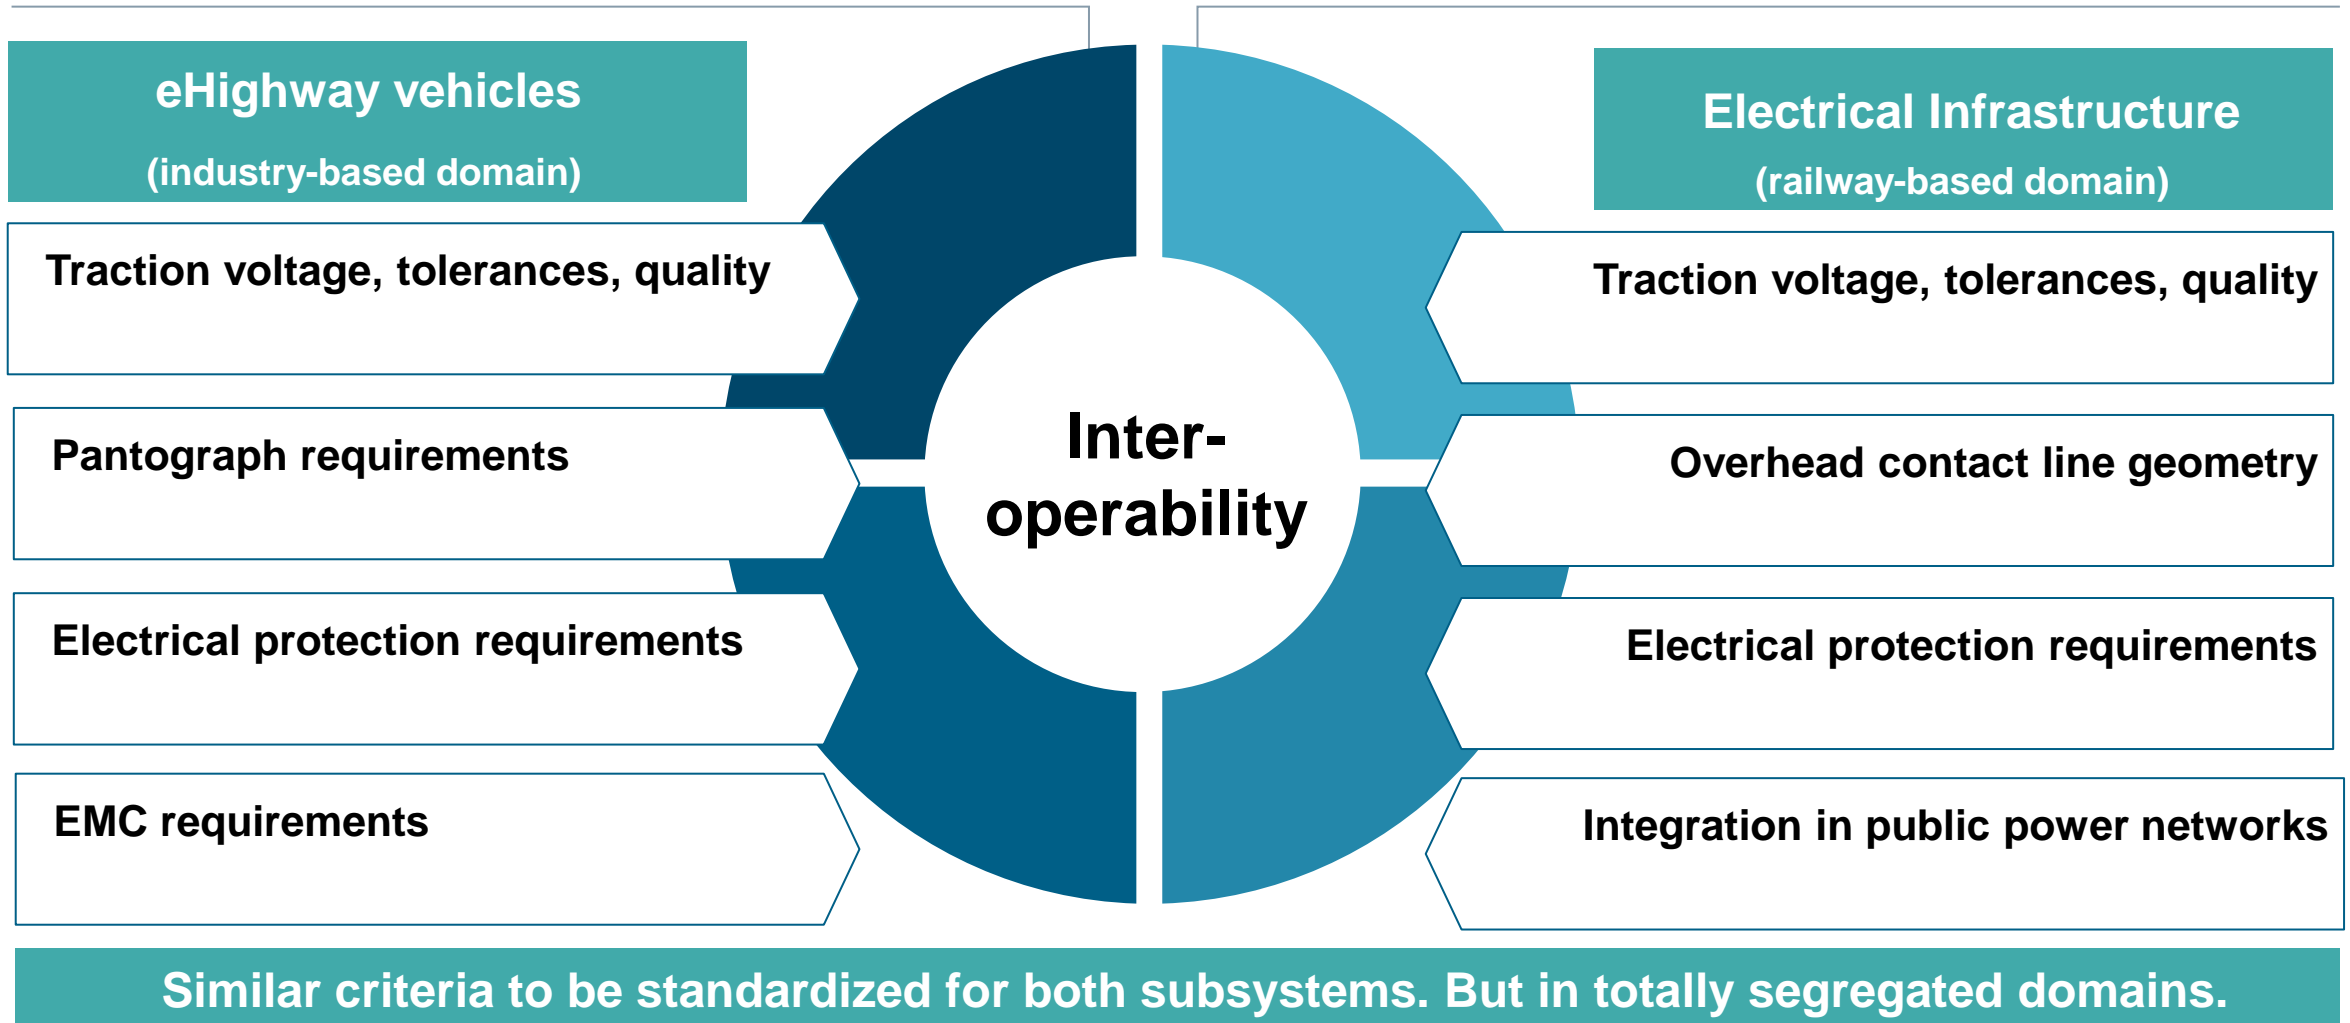 eHighway vehicles
(industry-based domain)
Traction voltage, tolerances, quality
Pantograph requirements
Electrical protection requirements
EMC requirements
Inter-
operability
Electrical Infrastructure
(railway-based domain)
Traction voltage, tolerances, quality
Overhead contact line geometry
Electrical protection requirements
Integration in public power networks
Similar criteria to be standardized for both subsystems. But in totally segregated domains.